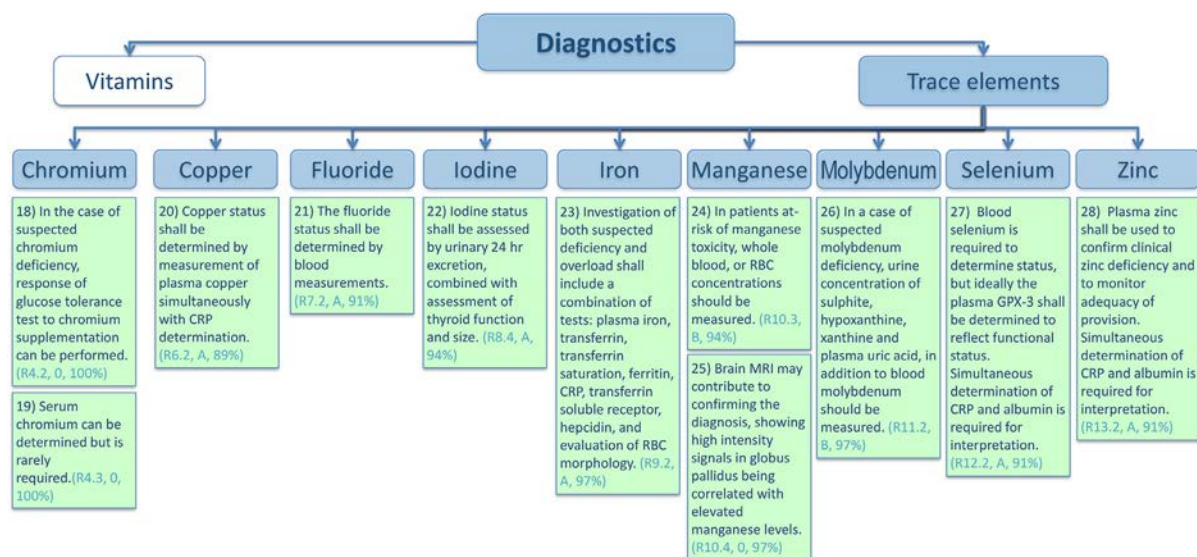 Diagnostics
Vitamins
Trace elements
Chromium
Copper
Fluoride
Iodine
Iron
Manganese
Molybdenum
Selenium
Zinc
18) In the case of
suspected
chromium
deficiency,
response of
glucose tolerance
test to chromium
supplementation
can be performed.
(R4.2, 0, 100%)
19) Serum
chromium can be
determined but is
rarely
required.(R4.3, 0,
100%)
20) Copper status
shall be
determined by
measurement of
plasma copper
simultaneously
with CRP
determination.
(R6.2, A, 89%)
21) The fluoride
status shall be
determined by
blood
measurements.
(R7.2, A, 91%)
22) Iodine status
shall be assessed
by urinary 24 hr
excretion,
combined with
assessment of
thyroid function
and size. (R8.4, A,
94%)
23) Investigation of
both suspected
deficiency and
overload shall
include a
combination of
tests: plasma iron,
transferrin,
transferrin
saturation, ferritin,
CRP, transferrin
soluble receptor,
hepcidin, and
evaluation of RBC
morphology. (R9.2,
A, 97%)
24) In patients at-
risk of manganese
toxicity, whole
blood, or RBC
concentrations
should be
measured. (R10.3,
B, 94%)
25) Brain MRI may
contribute to
confirming the
diagnosis, showing
high intensity
signals in globus
pallidus being
correlated with
elevated
manganese levels.
(R10.4, 0, 97%)
26) In a case of
suspected
molybdenum
deficiency, urine
concentration of
sulphite,
hypoxanthine,
xanthine and
plasma uric acid, in
addition to blood
molybdenum
should be
measured. (R11.2,
B, 97%)
27) Blood
selenium is
required to
determine status,
but ideally the
plasma GPX-3 shall
be determined to
reflect functional
status.
Simultaneous
determination of
CRP and albumin is
required for
interpretation.
(R12.2, A, 91%)
28) Plasma zinc
shall be used to
confirm clinical
zinc deficiency and
to monitor
adequacy of
provision.
Simultaneous
determination of
CRP and albumin is
required for
interpretation.
(R13.2, A, 91%)